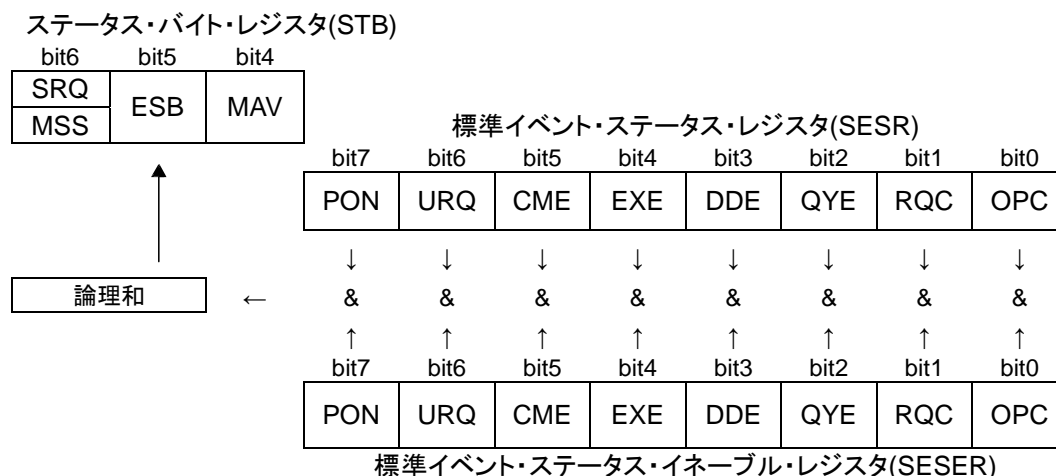 ステータス・バイト・レジスタ(STB)
bit6 bit5 bit4
SRQ
MSS
ESB
MAV
標準イベント・ステータス・レジスタ(SESR)
bit7 bit6 bit5 bit4 bit3 bit2 bit1 bit0
PON URQ CME EXE DDE QYE RQC OPC
↓ ↓ ↓ ↓ ↓ ↓ ↓ ↓
論理和 ← & & & & & & & &
↑ ↑ ↑ ↑ ↑ ↑ ↑ ↑
bit7 bit6 bit5 bit4 bit3 bit2 bit1 bit0
PON URQ CME EXE DDE QYE RQC OPC
標準イベント・ステータス・イネーブル・レジスタ(SESER)